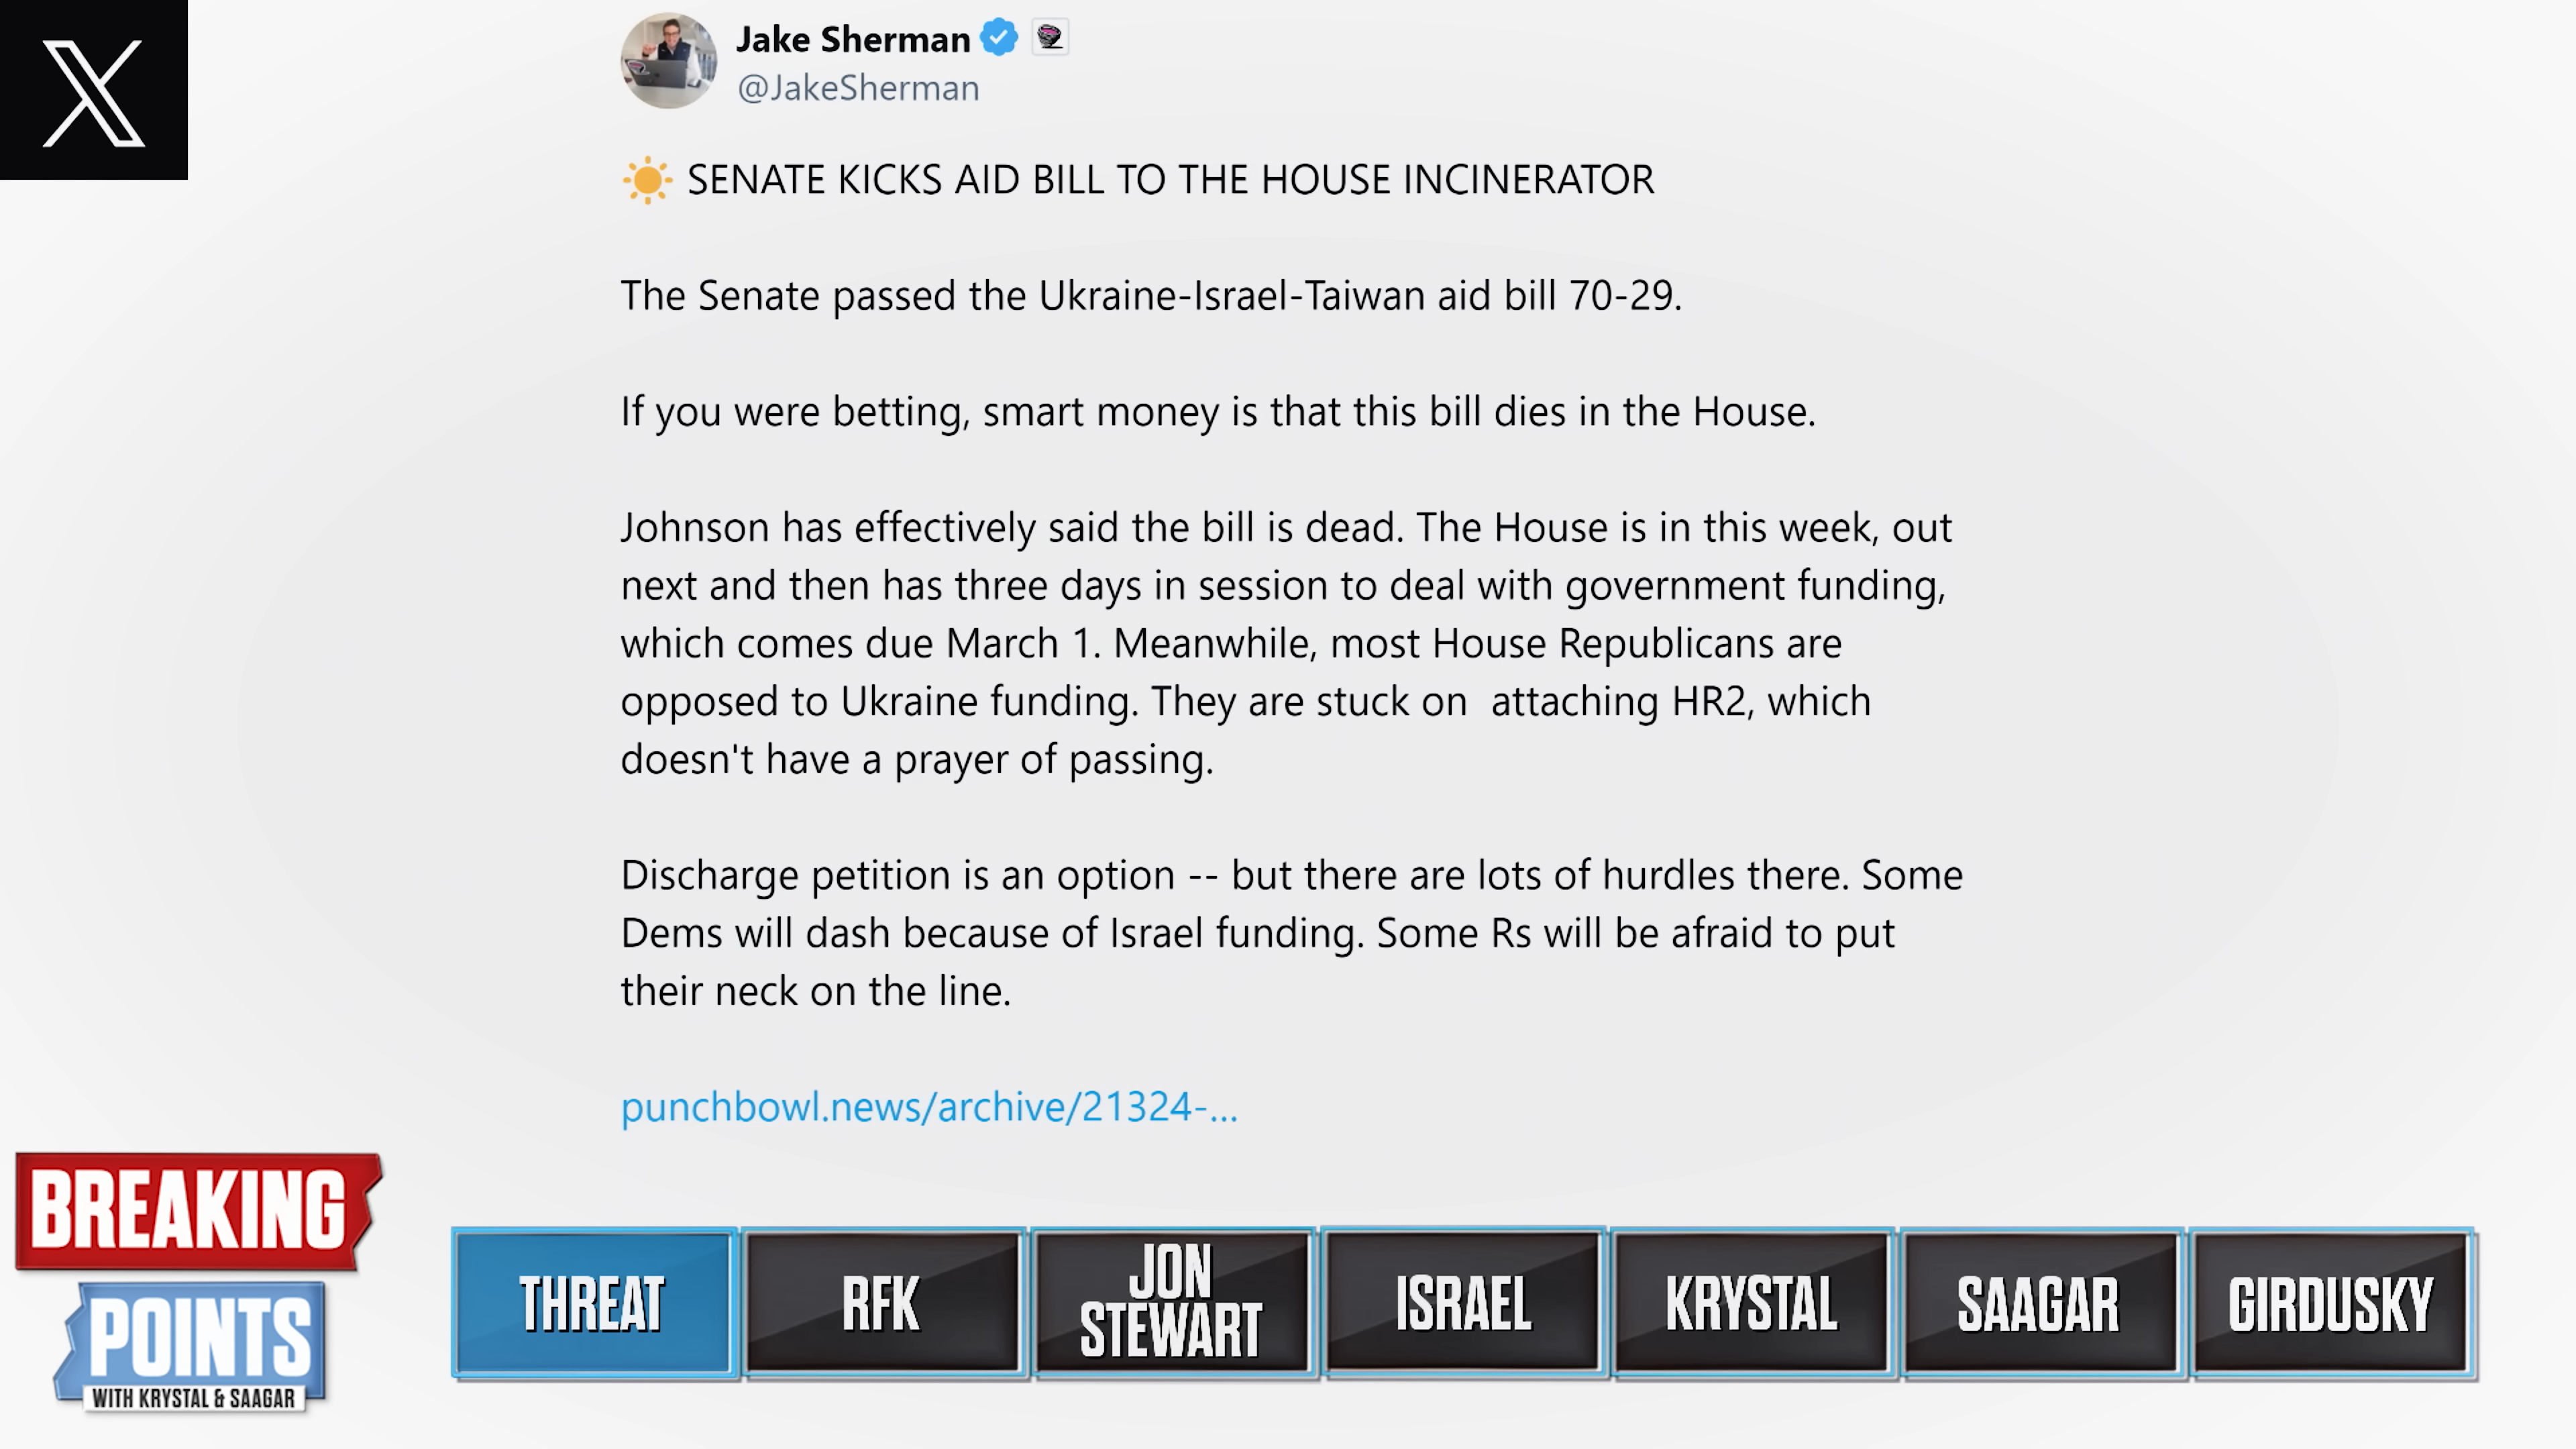 Jake Sherman
@JakeSherman
SENATE KICKS AID BILL TO THE HOUSE INCINERATOR
The Senate passed the Ukraine-Israel-Taiwan aid bill 70-29.
If you were betting, smart money is that this bill dies in the House.
Johnson has effectively said the bill is dead. The House is in this week, out
next and then has three days in session to deal with government funding,
which comes due March 1. Meanwhile, most House Republicans are
opposed to Ukraine funding. They are stuck on  attaching HR2, which
doesn't have a prayer of passing.
Discharge petition is an option -- but there are lots of hurdles there. Some
Dems will dash because of Israel funding. Some Rs will be afraid to put
their neck on the line.
punchbowl.news/archive/21324-...
BREAKING
POINTS
WITH KRYSTAL & SAAGAR
THREAT
RFK
JON
STEWART
ISRAEL
KRYSTAL
SAAGAR
GIRDUSKY